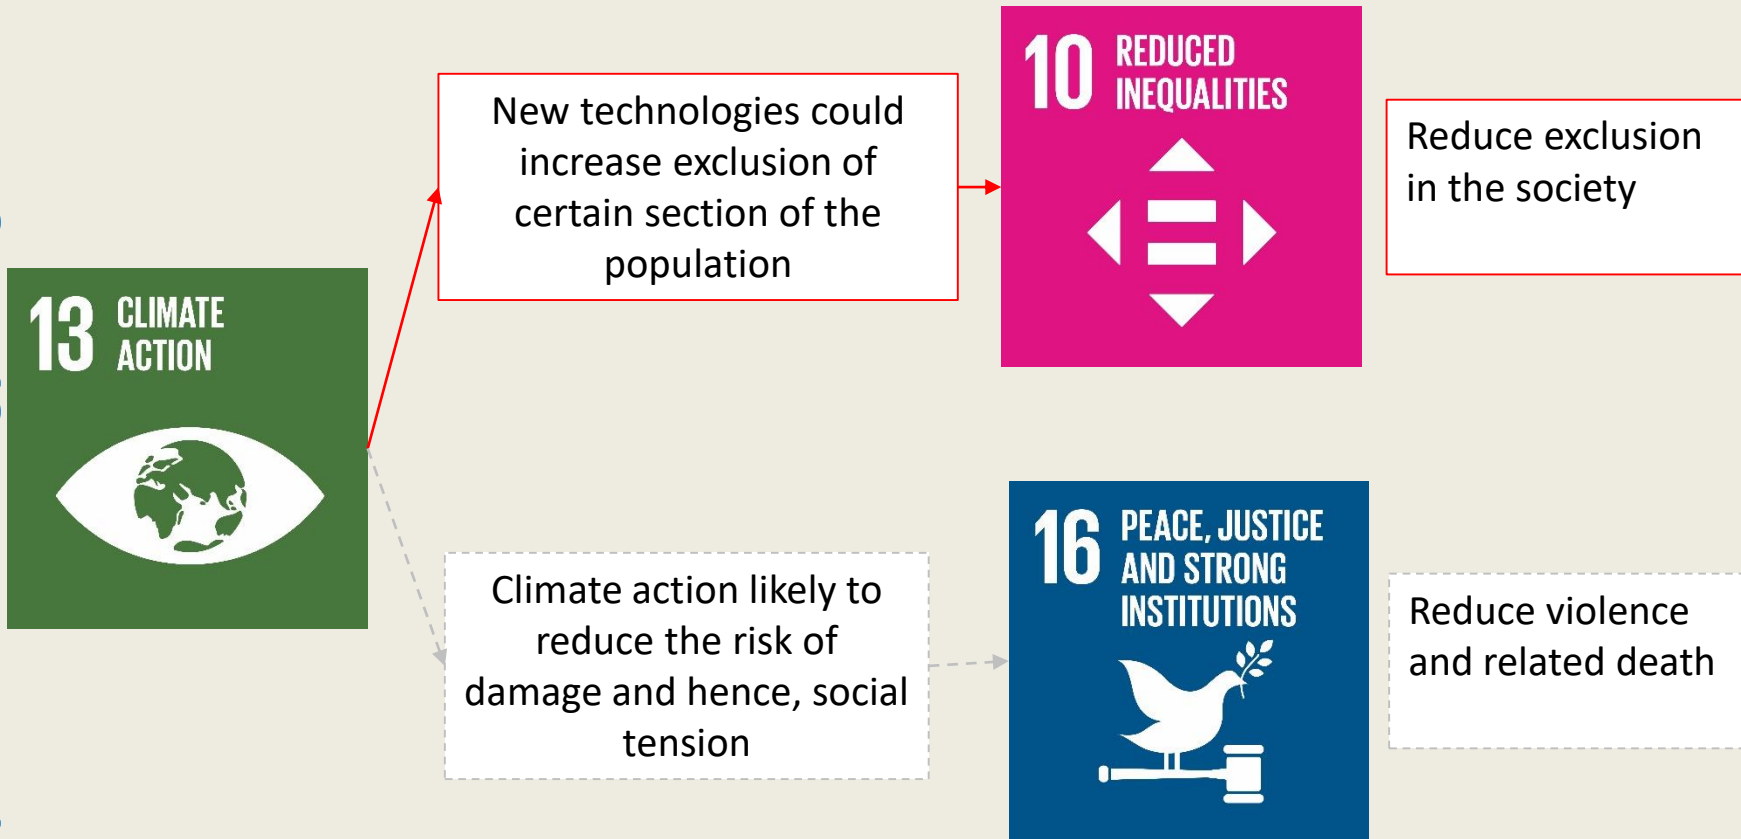 13 CLIMATE
ACTION
New technologies could
increase exclusion of
certain section of the
population
10 REDUCED
INEQUALITIES
Reduce exclusion
in the society
Climate action likely to
reduce the risk of
damage and hence, social
tension
16 PEACE, JUSTICE
AND STRONG
INSTITUTIONS
Reduce violence
and related death